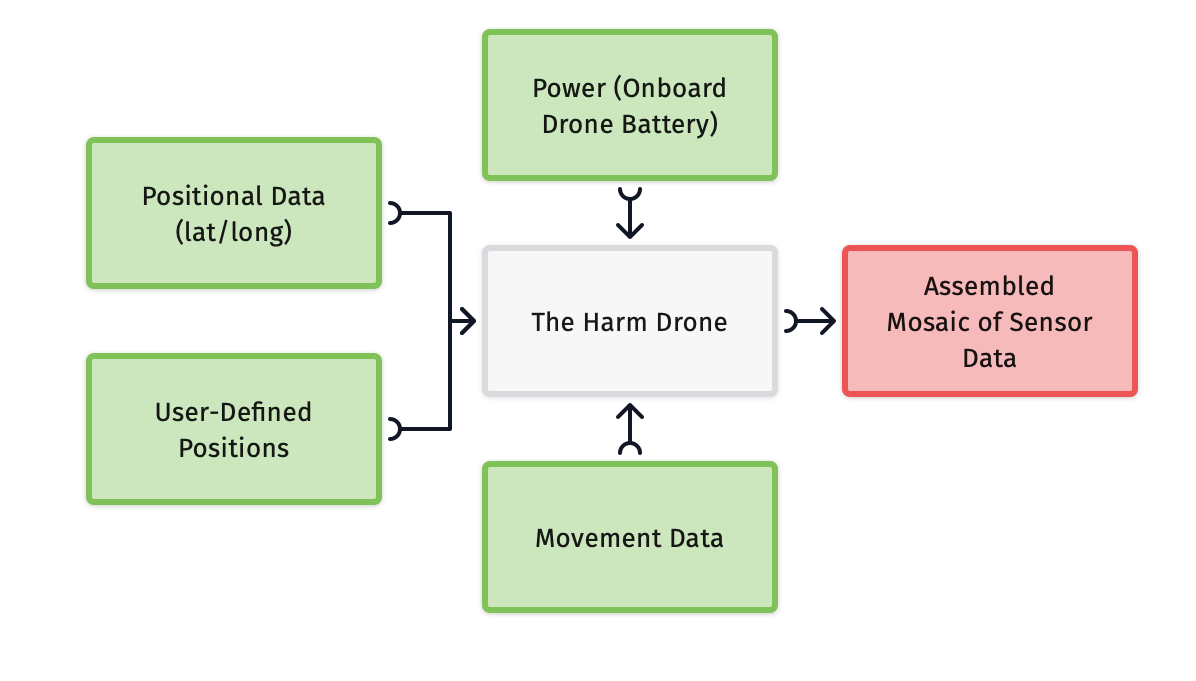 Power (Onboard
Drone Battery)
Positional Data
(lat/long)
The Harm Drone
Assembled
Mosaic of Sensor
Data
User-Defined
Positions
Movement Data